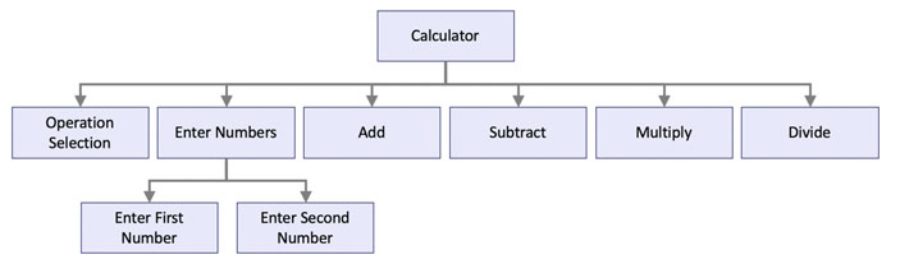 Calculator
Operation
Selection
Enter Numbers
Add
Subtract
Multiply
Divide
Enter First
Number
Enter Second
Number